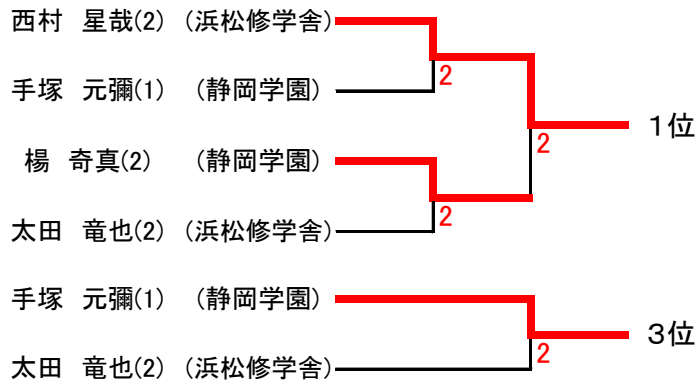 西村 星哉(2) (浜松修学舎)
2
手塚 元彌(1) (静岡学園)
1位
2
楊 奇真(2) (静岡学園)
2
太田 竜也(2) (浜松修学舎)
手塚 元彌(1) (静岡学園)
3位
2
太田 竜也(2) (浜松修学舎)